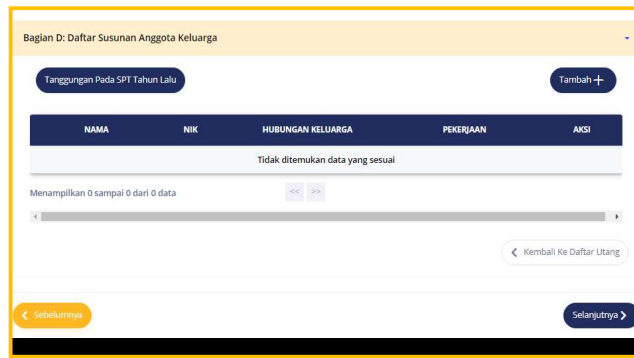 Bagian D: Daftar Susunan Anggota Keluarga
Tanggungan Pada SPT Tahun Lalu
Tambah +
NAMA NIK HUBUNGAN KELUARGA PEKERJAAN AKSI
Tidak ditemukan data yang sesuai
Menampilkan 0 sampai 0 dari 0 data << >>
Kembali Ke Daftar Utang
Sebelumnya
Selanjutnya